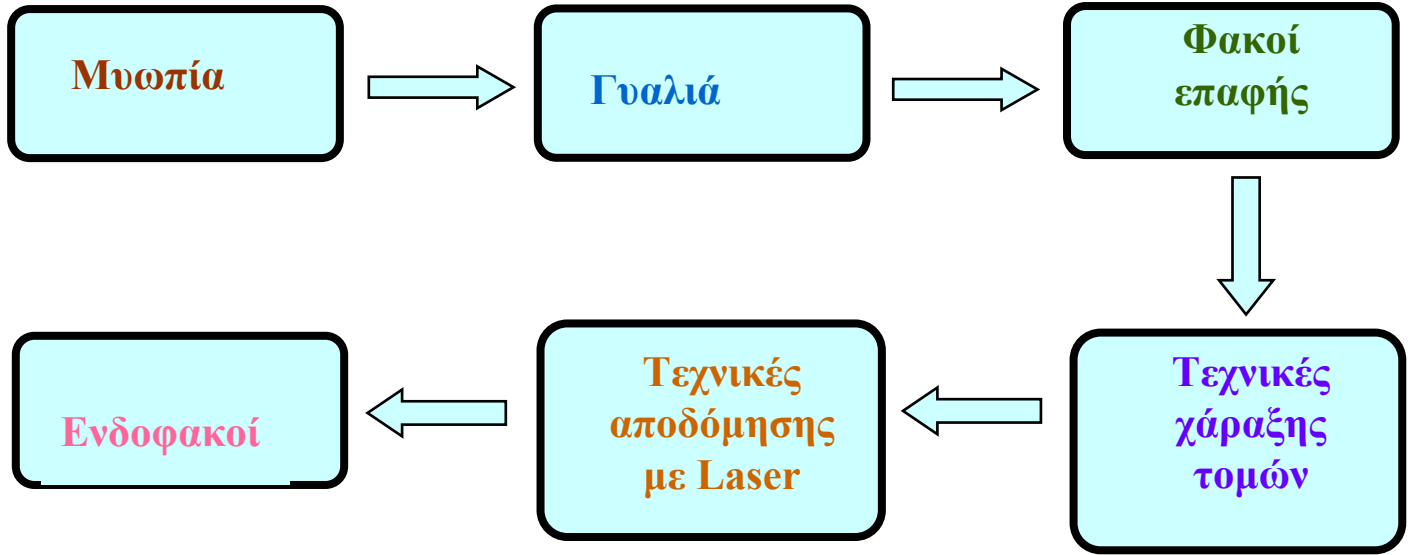 Μυωπία
Γυαλιά
Φακοί
επαφής
Τεχνικές
χάραξης
τομών
Τεχνικές
αποδόμησης
με Laser
Ενδοφακοί